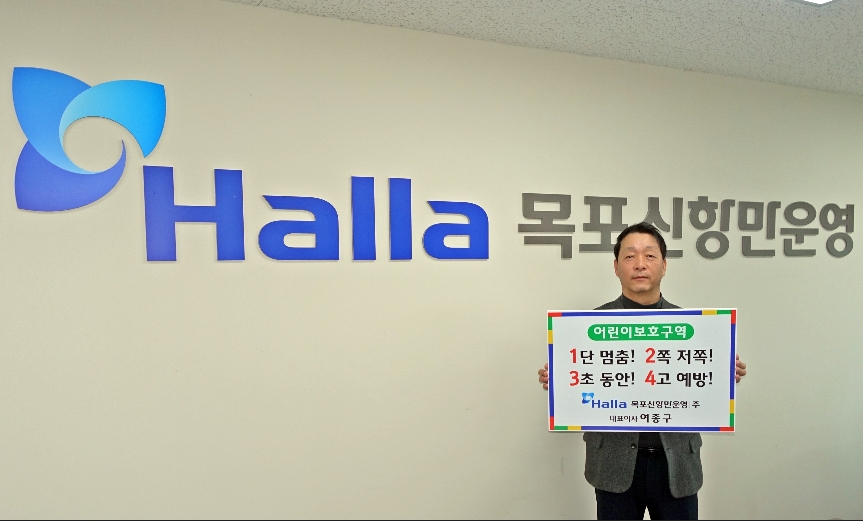 Halla 목포신항만운영
어린이보호구역
1단 멈춤! 2쪽 저쪽!
3초 동안! 4고 예방!
Halla 목포신항만운영(주
대표이사 여종구